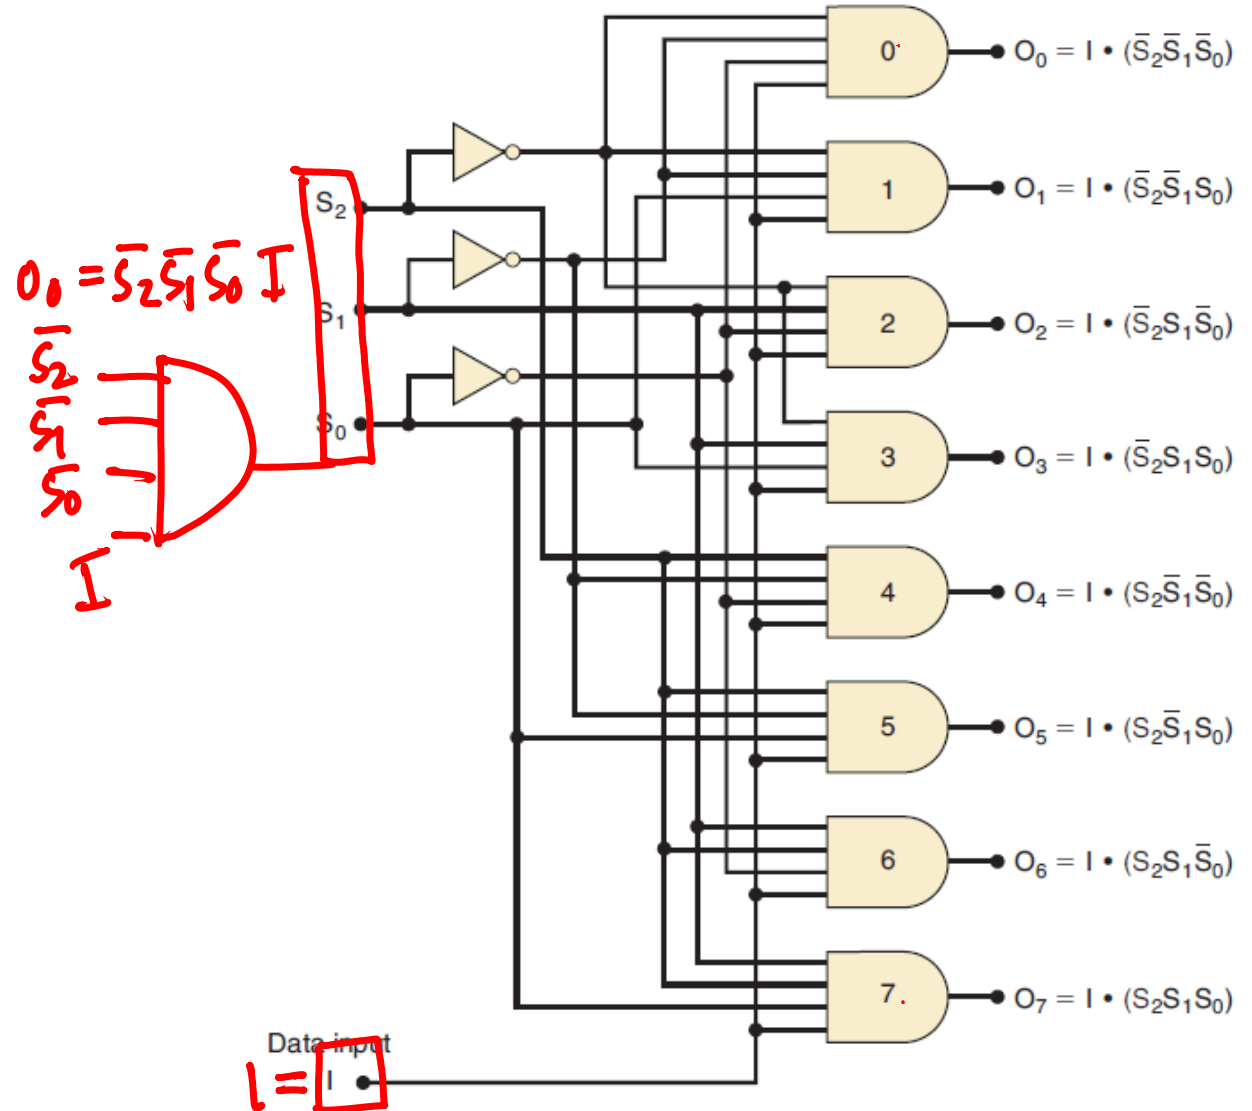 0
O₀ = I • (S̅₂S̅₁S̅₀)
1
O₁ = I • (S̅₂S̅₁S₀)
S₂
O₀ = S̅₂ S̅₁ S̅₀ I
S₁
2
O₂ = I • (S̅₂S₁S̅₀)
S̅₂
S̅₁
S₀
S̅₀
I
3
O₃ = I • (S̅₂S₁S₀)
4
O₄ = I • (S₂S̅₁S̅₀)
5
O₅ = I • (S₂S̅₁S₀)
6
O₆ = I • (S₂S₁S̅₀)
7
O₇ = I • (S₂S₁S₀)
Data input
1 = I